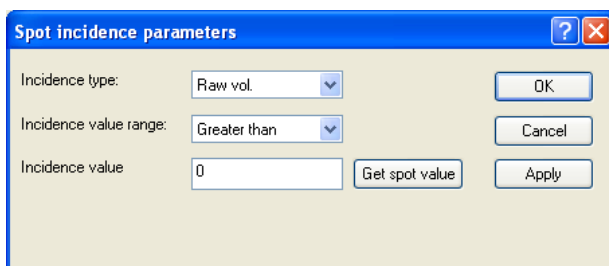 Spot incidence parameters
Incidence type: Raw vol. OK
Incidence value range: Greater than Cancel
Incidence value 0 Get spot value Apply